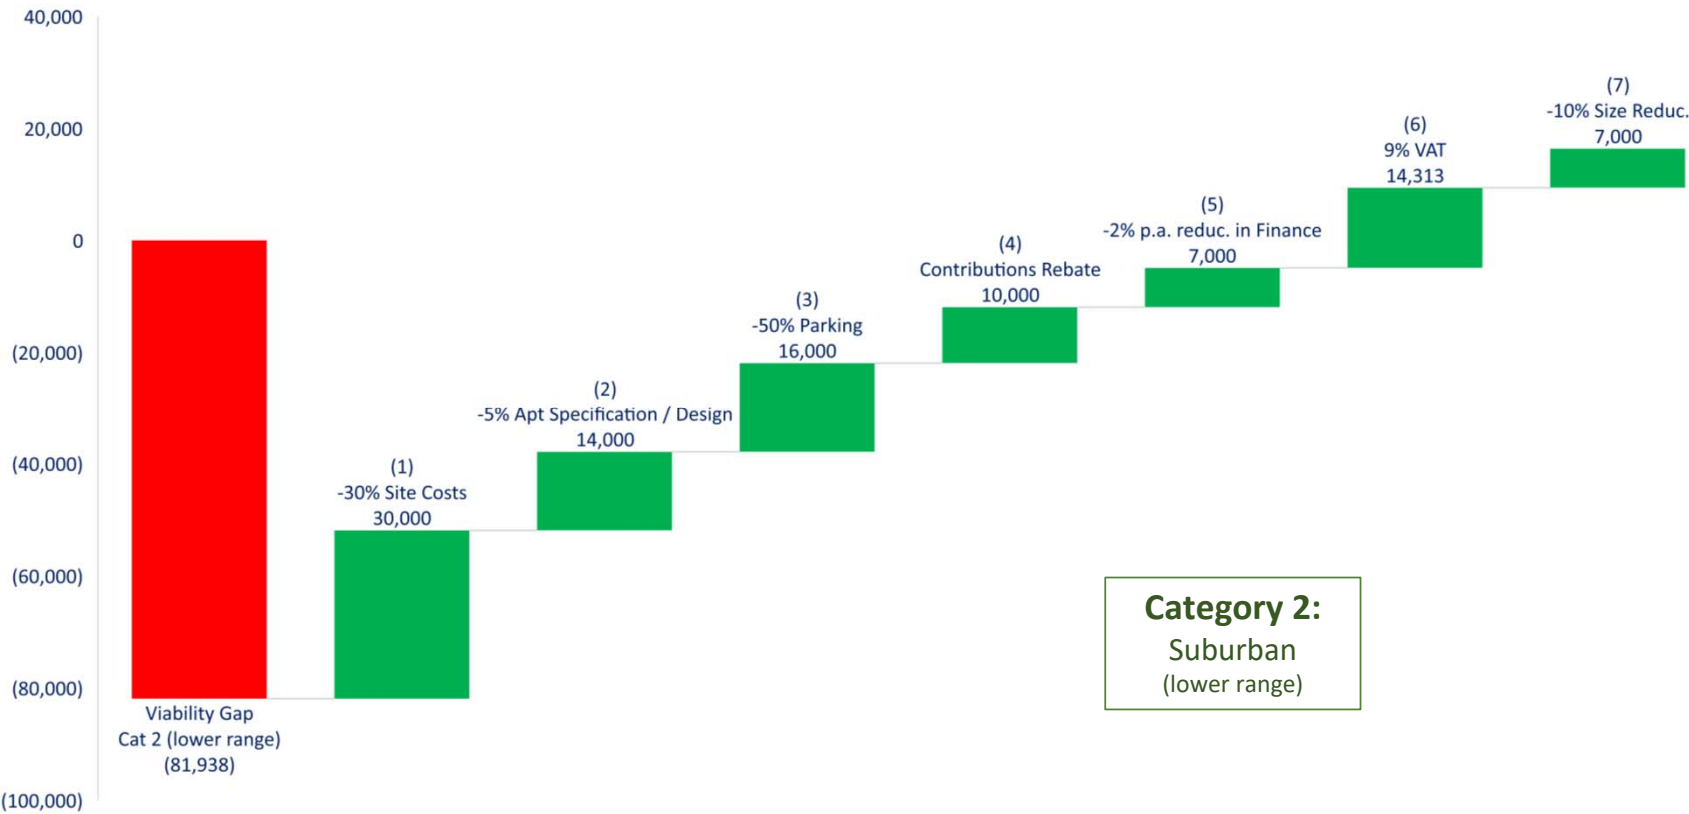 40,000
20,000
0
(20,000)
(40,000)
(60,000)
(80,000)
(100,000)
Viability Gap
Cat 2 (lower range)
(81,938)
(1)
-30% Site Costs
30,000
(2)
-5% Apt Specification / Design
14,000
(3)
-50% Parking
16,000
(4)
Contributions Rebate
10,000
(5)
-2% p.a. reduc. in Finance
7,000
(6)
9% VAT
14,313
(7)
-10% Size Reduc.
7,000
Category 2:
Suburban
(lower range)